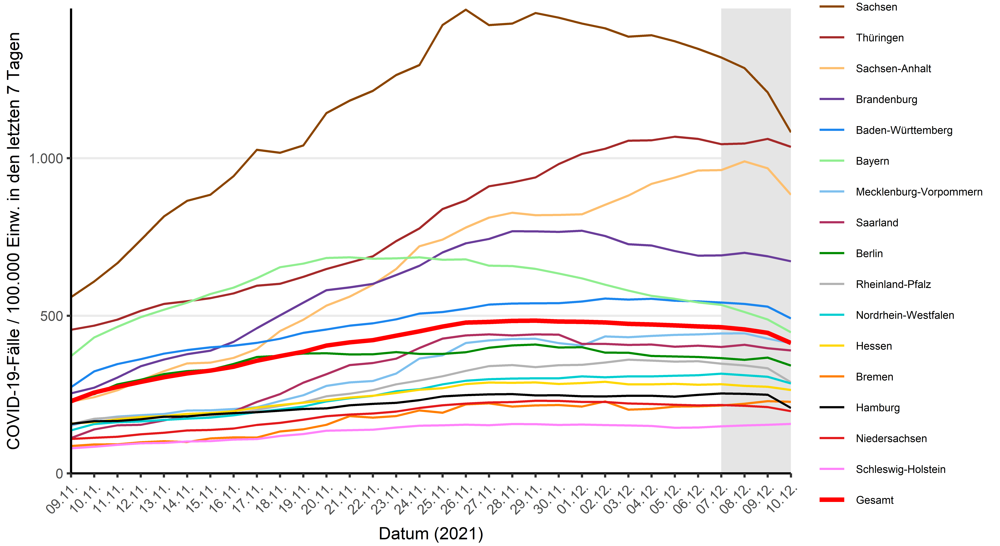 COVID-19-Fälle / 100.000 Einw. in den letzten 7 Tagen
1.000
500
0
09.11.
10.11.
11.11.
12.11.
13.11.
14.11.
15.11.
16.11.
17.11.
18.11.
19.11.
20.11.
21.11.
22.11.
23.11.
24.11.
25.11.
26.11.
27.11.
28.11.
29.11.
30.11.
01.12.
02.12.
03.12.
04.12.
05.12.
06.12.
07.12.
08.12.
09.12.
10.12.
Datum (2021)
Sachsen
Thüringen
Sachsen-Anhalt
Brandenburg
Baden-Württemberg
Bayern
Mecklenburg-Vorpommern
Saarland
Berlin
Rheinland-Pfalz
Nordrhein-Westfalen
Hessen
Bremen
Hamburg
Niedersachsen
Schleswig-Holstein
Gesamt